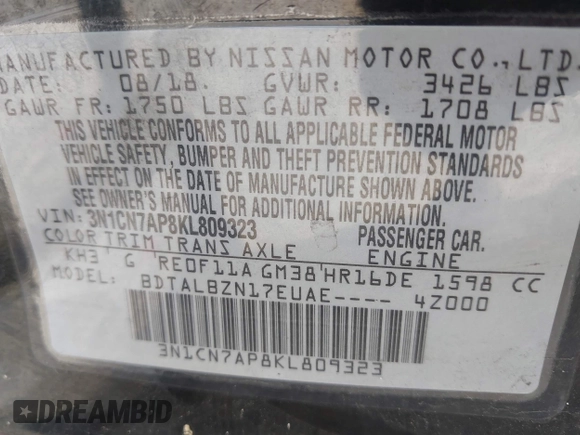 MANUFACTURED BY NISSAN MOTOR CO., LTD.
DATE: 08/18. GVWR: 3426 LBS
GAWR FR: 1750 LBS GAWR RR: 1708 LBS
THIS VEHICLE CONFORMS TO ALL APPLICABLE FEDERAL MOTOR
VEHICLE SAFETY, BUMPER AND THEFT PREVENTION STANDARDS
IN EFFECT ON THE DATE OF MANUFACTURE SHOWN ABOVE.
SEE OWNER'S MANUAL FOR ADDITIONAL INFORMATION.
VIN: 3N1CN7AP8KL809323 PASSENGER CAR.
COLOR TRIM TRANS AXLE ENGINE
KH3 G RE0F11A GM38 HR16DE 1598 CC
MODEL: BDTALBZN17EUAE---- 4Z000
3N1CN7AP8KL809323
DREAMBID